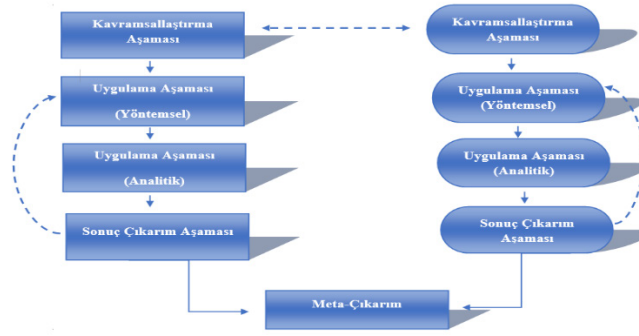 Kavramsallaştırma
Aşaması
Uygulama Aşaması
(Yöntemsel)
Uygulama Aşaması
(Analitik)
Sonuç Çıkarım Aşaması
Kavramsallaştırma
Aşaması
Uygulama Aşaması
(Yöntemsel)
Uygulama Aşaması
(Analitik)
Sonuç Çıkarım
Aşaması
Meta-Çıkarım